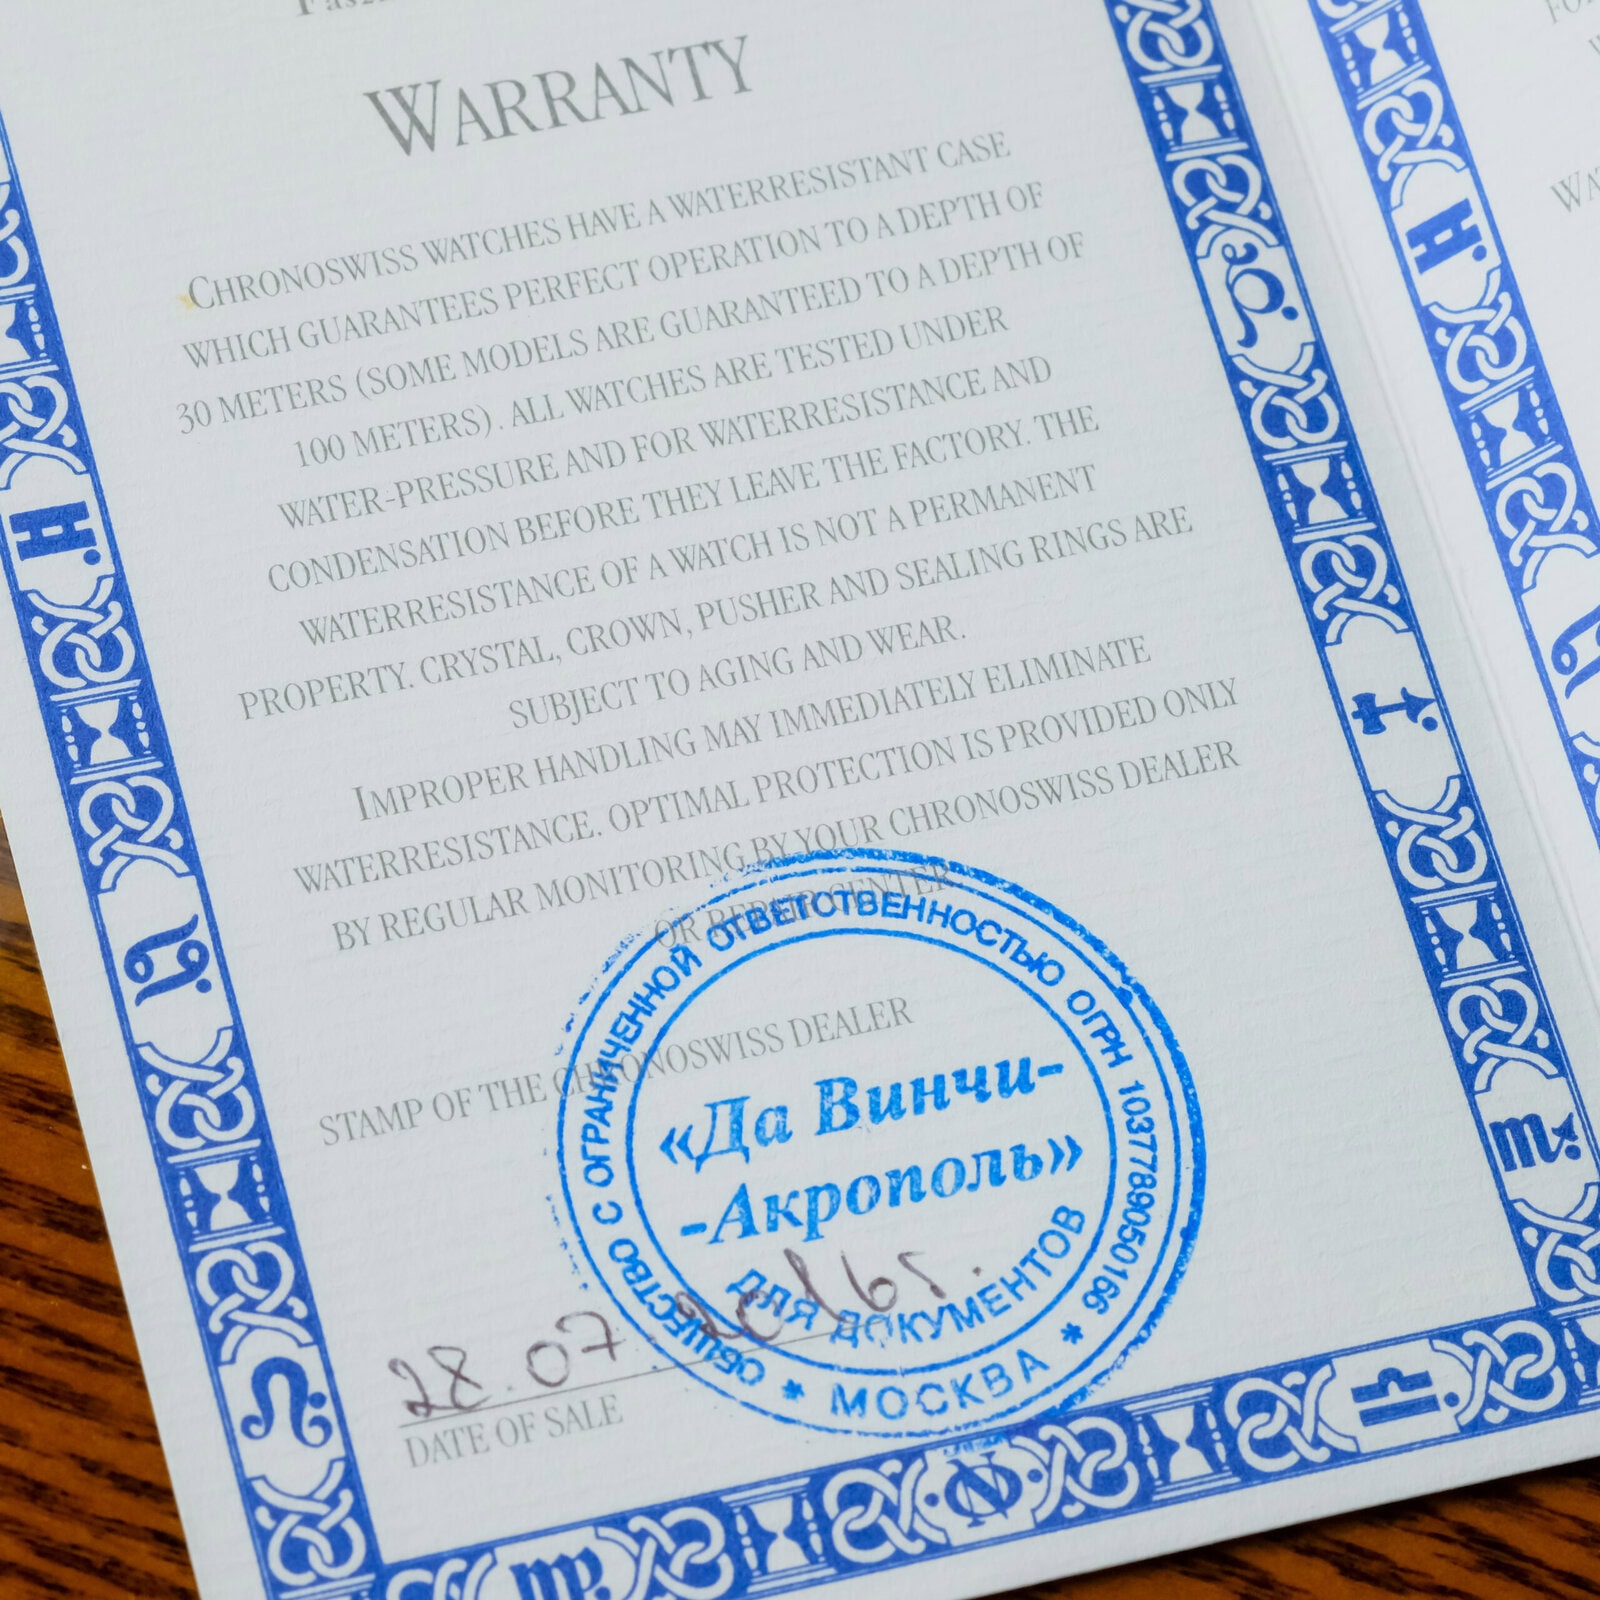 WARRANTY
CHRONOSWISS WATCHES HAVE A WATERRESISTANT CASE
WHICH GUARANTEES PERFECT OPERATION TO A DEPTH OF
30 METERS (SOME MODELS ARE GUARANTEED TO A DEPTH OF
100 METERS). ALL WATCHES ARE TESTED UNDER
WATER-PRESSURE AND FOR WATERRESISTANCE AND
CONDENSATION BEFORE THEY LEAVE THE FACTORY. THE
WATERRESISTANCE OF A WATCH IS NOT A PERMANENT
PROPERTY. CRYSTAL, CROWN, PUSHER AND SEALING RINGS ARE
SUBJECT TO AGING AND WEAR.
IMPROPER HANDLING MAY IMMEDIATELY ELIMINATE
WATERRESISTANCE. OPTIMAL PROTECTION IS PROVIDED ONLY
BY REGULAR MONITORING BY YOUR CHRONOSWISS DEALER
OR REPAIR CENTER.
STAMP OF THE CHRONOSWISS DEALER
ОБЩЕСТВО С ОГРАНИЧЕННОЙ ОТВЕТСТВЕННОСТЬЮ ОГРН 1037789050166
«Да Винчи-
-Акрополь»
ДЛЯ ДОКУМЕНТОВ
* МОСКВА *
28.07.2016г.
DATE OF SALE